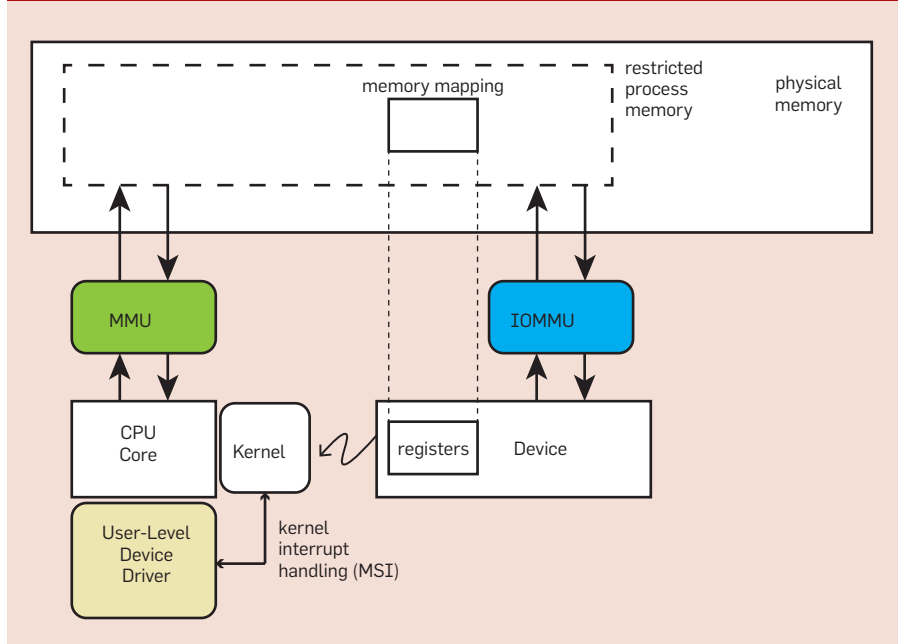 memory mapping
restricted
process
memory
physical
memory
MMU
IOMMU
CPU
Core
Kernel
registers
Device
User-Level
Device
Driver
kernel
interrupt
handling (MSI)